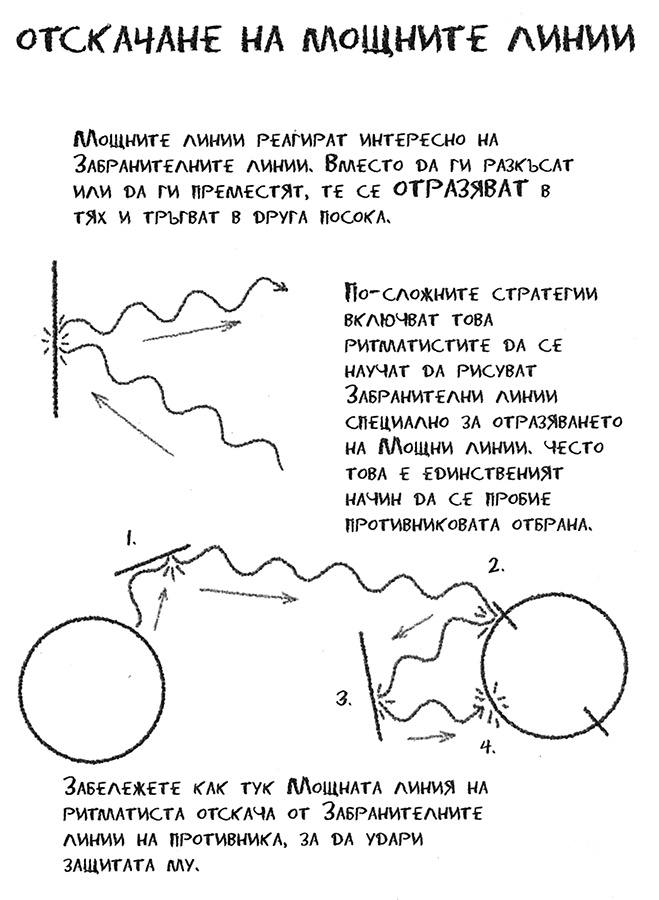 ОТСКАЧАНЕ НА МОЩНИТЕ ЛИНИИ
Мощните линии реагират интересно на
Забранителните линии. Вместо да ги разкъсат
или да ги преместят, те се ОТРАЗЯВАТ в
тях и тръгват в друга посока.
По-сложните стратегии
включват това
ритматистите да се
научат да рисуват
Забранителни линии
специално за отразяването
на Мощни линии. Често
това е единственият
начин да се пробие
противниковата отбрана.
1.
2.
3.
4.
Забележете как тук Мощната линия на
ритматиста отскача от Забранителните
линии на противника, за да удари
защитата му.